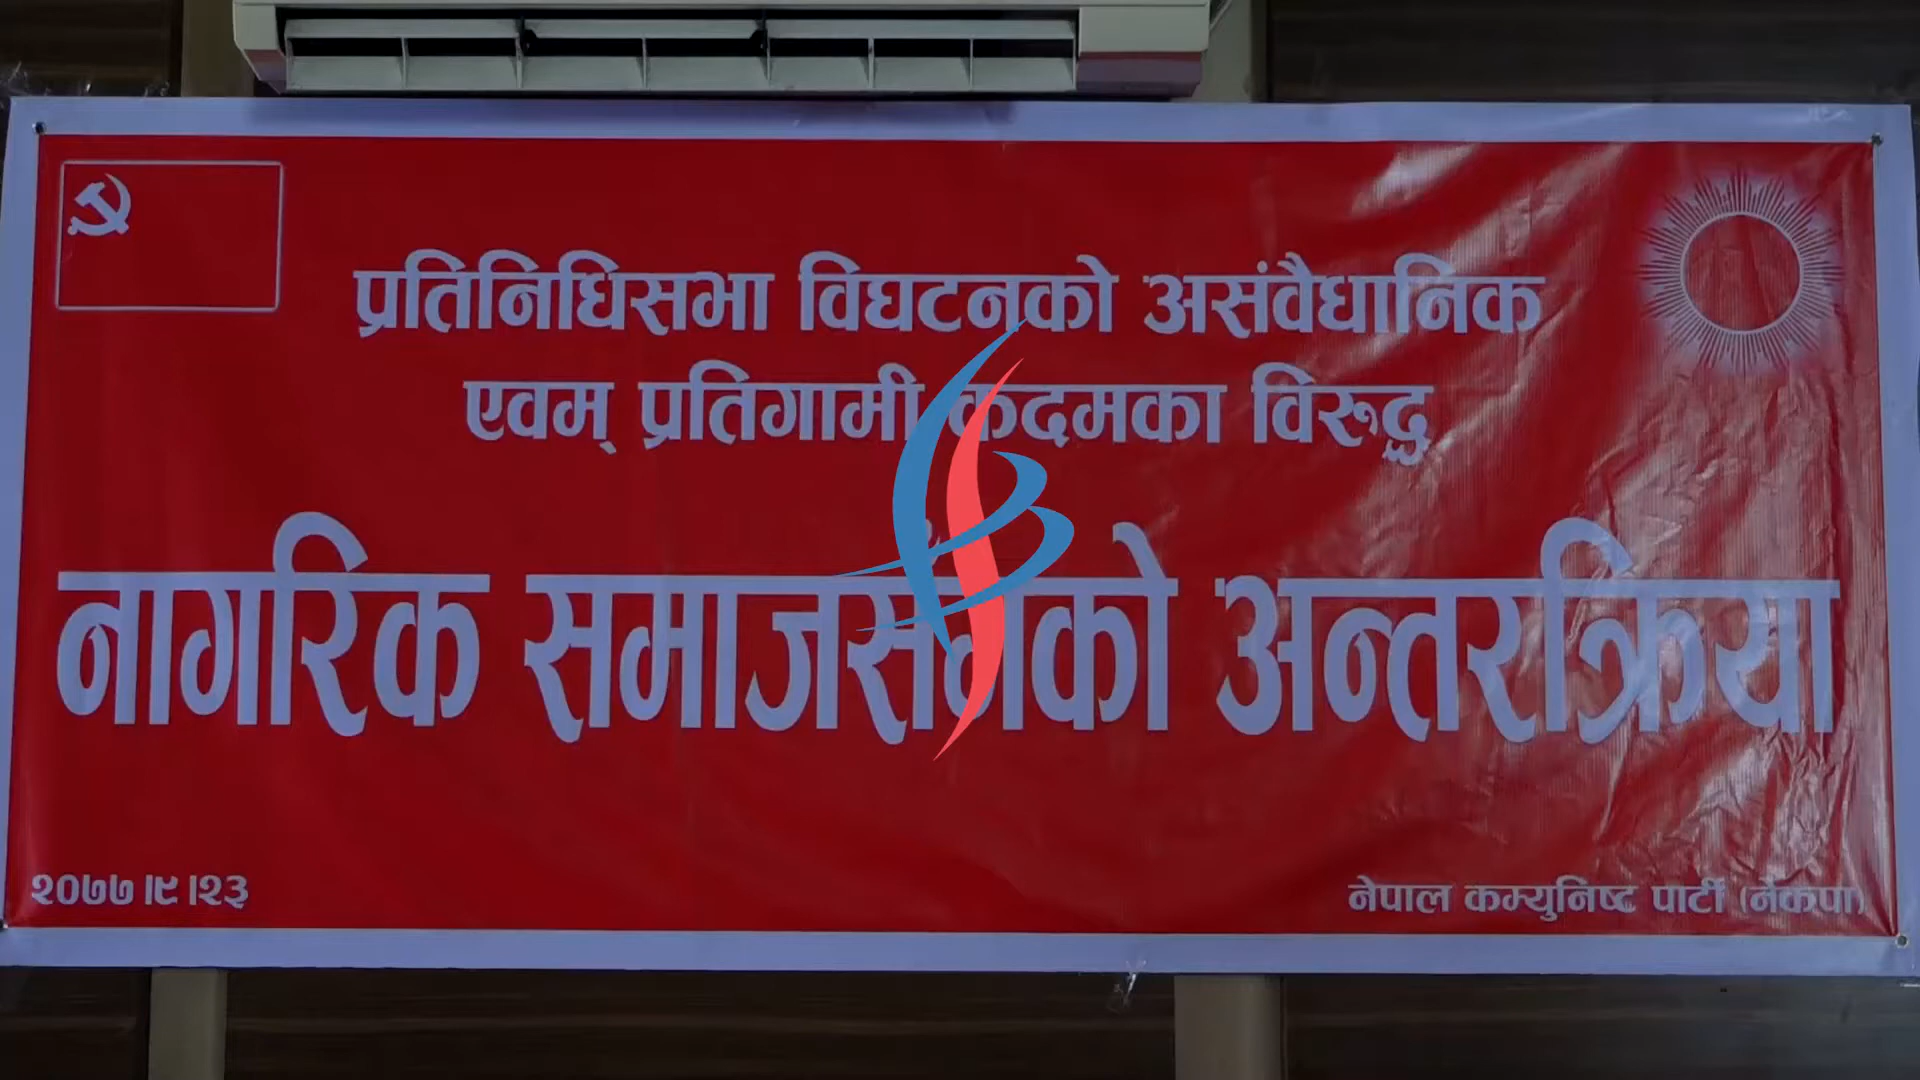 प्रतिनिधिसभा विघटनको असंवैधानिक
एवम् प्रतिगामी कदमका विरुद्ध
नागरिक समाजसँगको अन्तरक्रिया
२०७७।९।२३
नेपाल कम्युनिष्ट पार्टी (नेकपा)